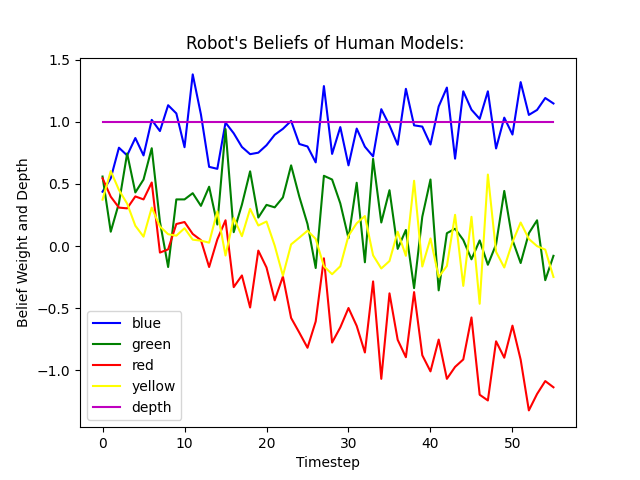 Robot's Beliefs of Human Models:
Belief Weight and Depth
1.5
1.0
0.5
0.0
−0.5
−1.0
blue
green
red
yellow
depth
0 10 20 30 40 50
Timestep